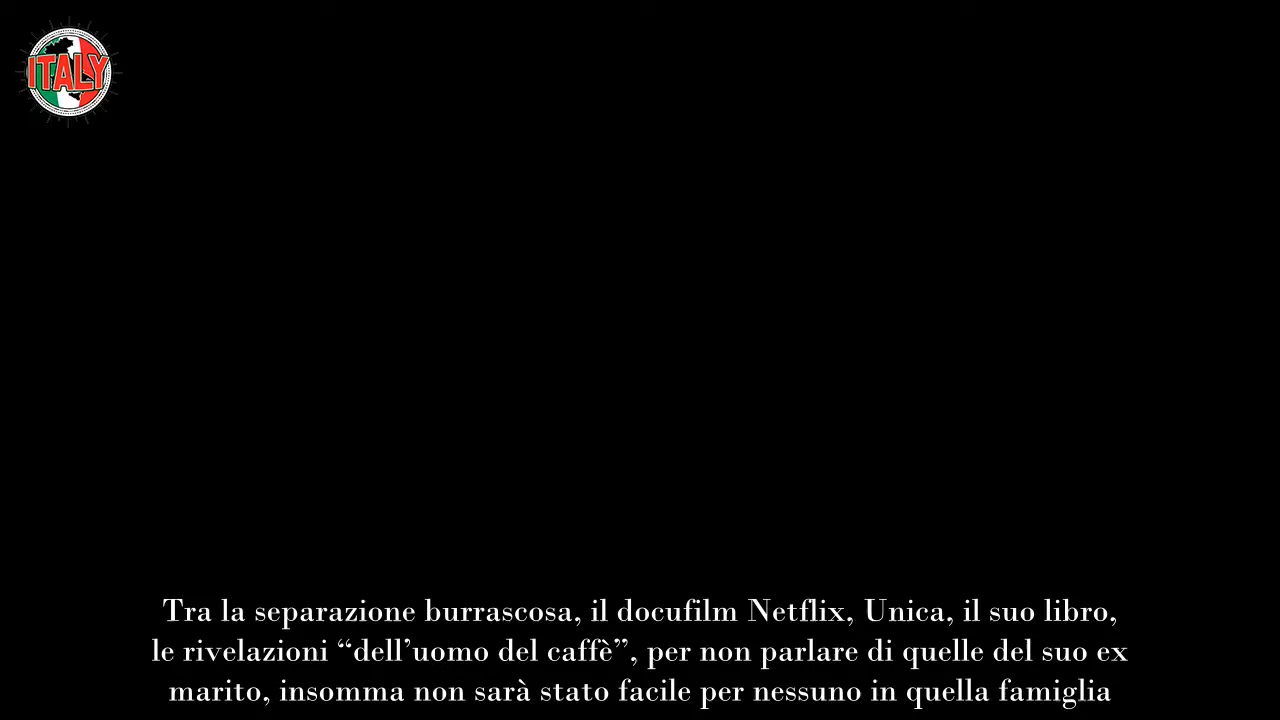 ITALY
Tra la separazione burrascosa, il docufilm Netflix, Unica, il suo libro,
le rivelazioni “dell’uomo del caffè”, per non parlare di quelle del suo ex
marito, insomma non sarà stato facile per nessuno in quella famiglia